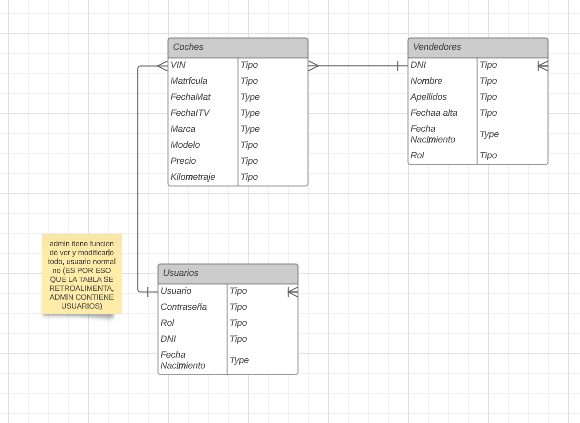 Coches
VIN Tipo
Matrícula Tipo
FechaMat Type
FechaITV Type
Marca Type
Modelo Tipo
Precio Tipo
Kilometraje Tipo
Vendedores
DNI Tipo
Nombre Tipo
Apellidos Tipo
Fechaa alta Tipo
Fecha
Nacimiento Type
Rol Tipo
admin tiene funcion
de ver y modificarlo
todo, usuario normal
no (ES POR ESO
QUE LA TABLA SE
RETROALIMENTA,
ADMIN CONTIENE
USUARIOS)
Usuarios
Usuario Tipo
Contraseña Tipo
Rol Tipo
DNI Tipo
Fecha
Nacimiento Type